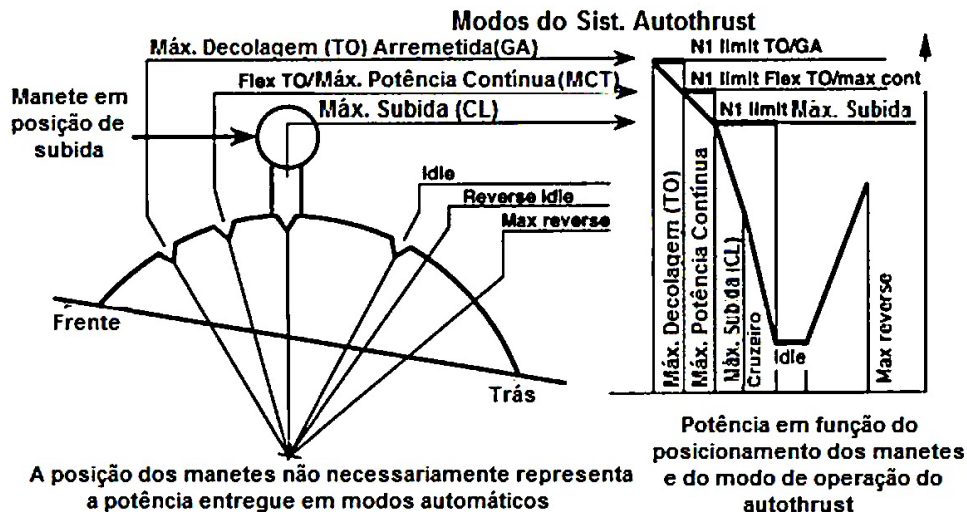 Modos do Sist. Autothrust
Máx. Decolagem (TO) Arremetida(GA)
Flex TO/Máx. Potência Contínua(MCT)
Máx. Subida (CL)
Manete em
posição de
subida
Idle
Reverse Idle
Max reverse
Frente
Trás
A posição dos manetes não necessariamente representa
a potência entregue em modos automáticos
N1 limit TO/GA
N1 limit Flex TO/max cont
N1 limit Máx. Subida
Máx. Decolagem (TO)
Máx. Potência Contínua
Máx. Subida (CL)
Cruzeiro
Idle
Max reverse
Potência em função do
posicionamento dos manetes
e do modo de operação do
autothrust